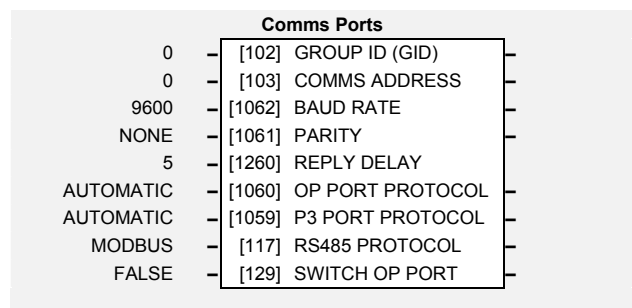 Comms Ports
0 – [102] GROUP ID (GID) –
0 – [103] COMMS ADDRESS –
9600 – [1062] BAUD RATE –
NONE – [1061] PARITY –
5 – [1260] REPLY DELAY
AUTOMATIC – [1060] OP PORT PROTOCOL –
AUTOMATIC – [1059] P3 PORT PROTOCOL –
MODBUS – [117] RS485 PROTOCOL –
FALSE – [129] SWITCH OP PORT –